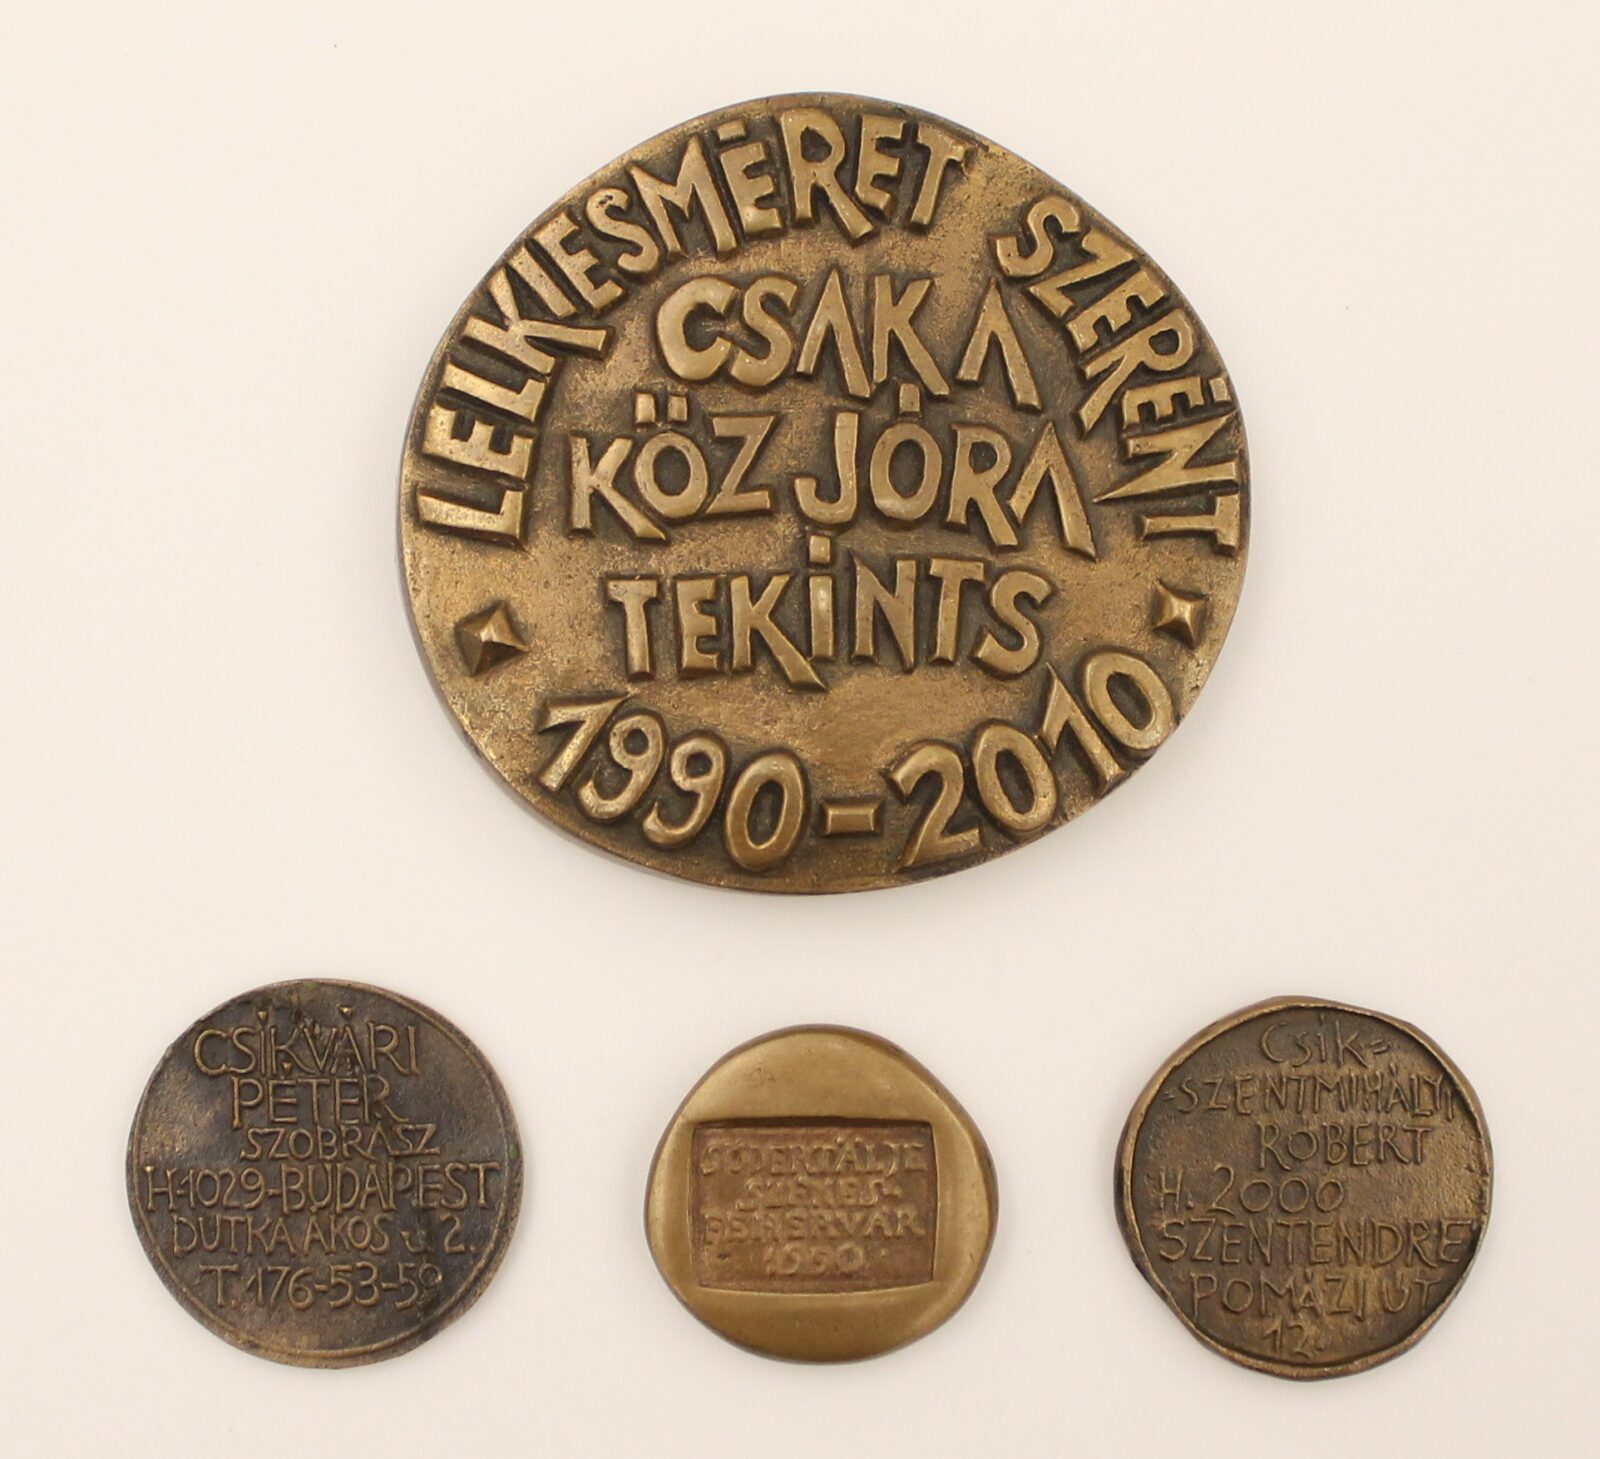 LELKIESMÉRET SZERÉNT
CSAK A
KÖZ JÓRA
TEKINTS
1990-2010
CSÍKVÁRI
PÉTER
SZOBRÁSZ
H-1029-BUDAPEST
DUTKA ÁKOS U 2.
T. 176-53-59
SÖDERTÄLJE
SZÉKES-
FEHÉRVÁR
1990.
CSIK=
-SZENTMIHÁLYI
RÓBERT
H. 2000
SZENTENDRE
POMÁZI ÚT
12.